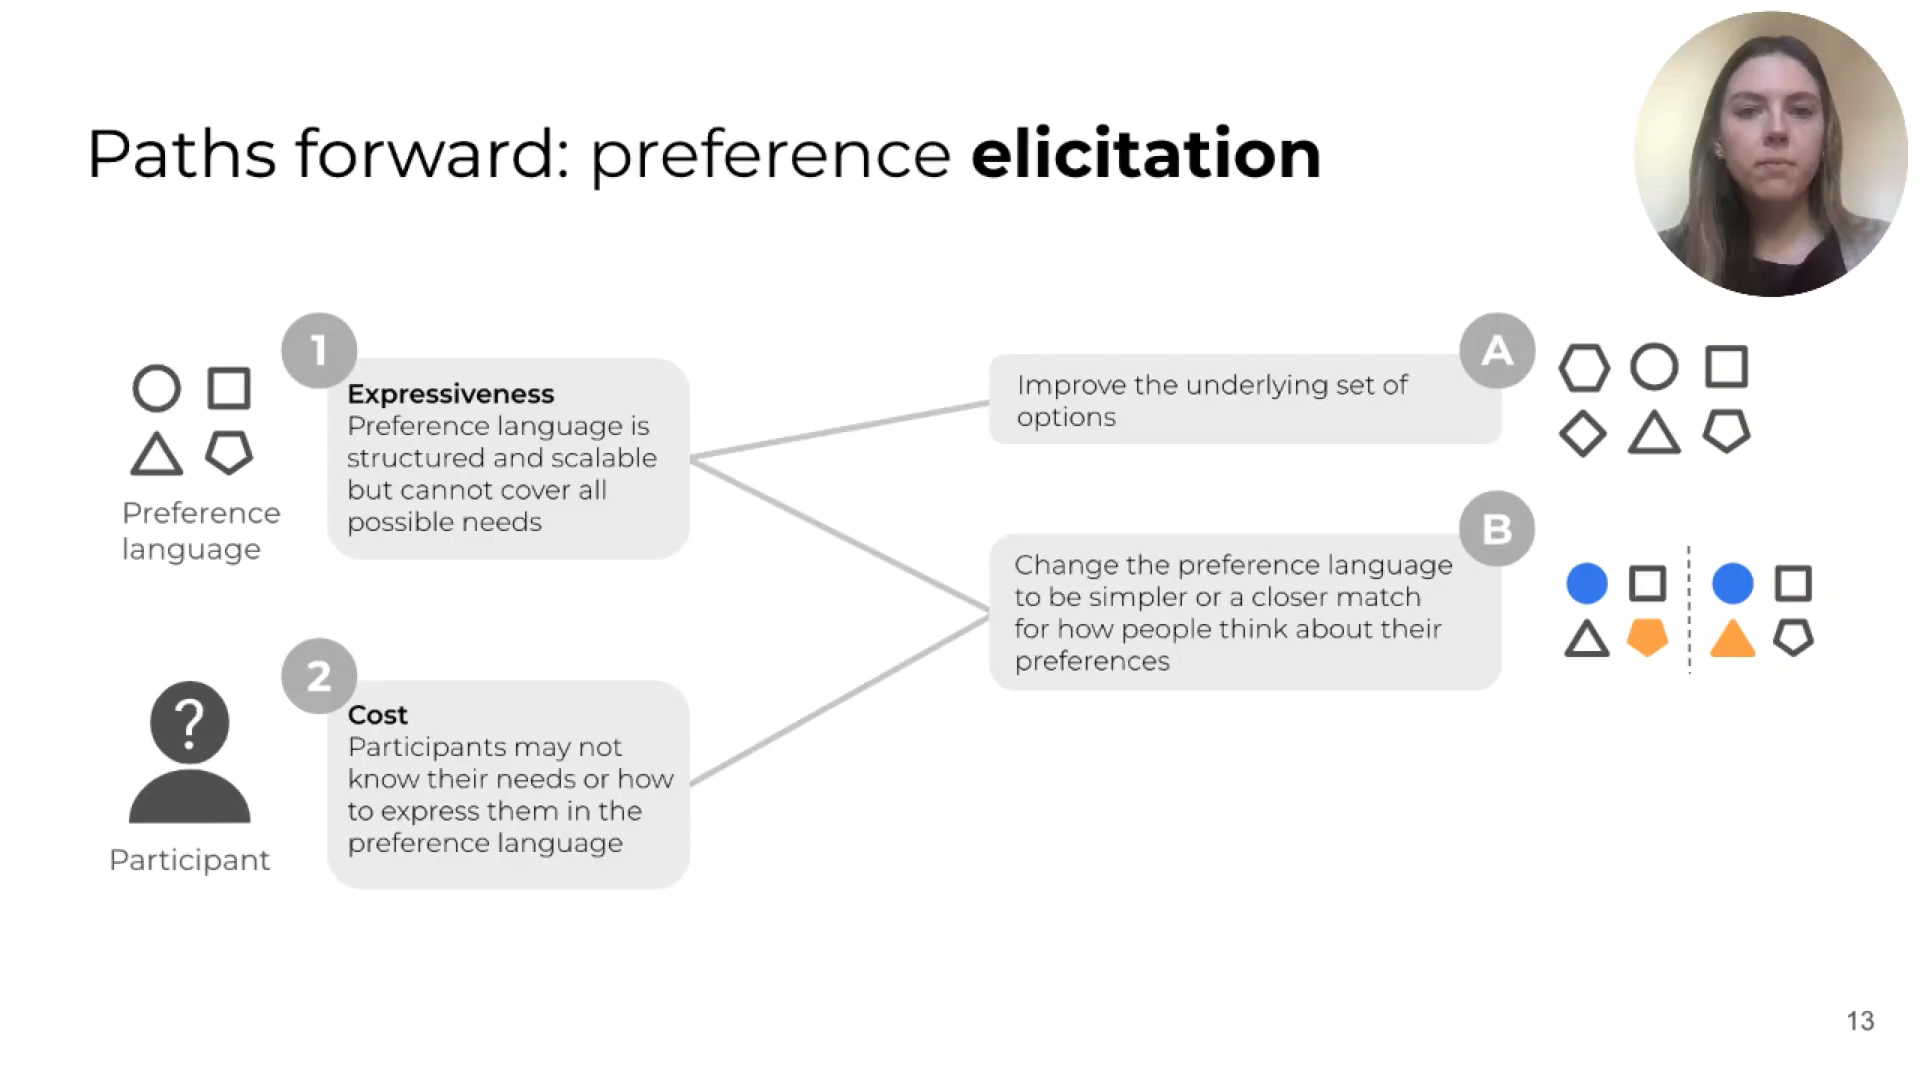 Paths forward: preference elicitation
1
Expressiveness
Preference language is
structured and scalable
but cannot cover all
possible needs
Preference
language
2
Cost
Participants may not
know their needs or how
to express them in the
preference language
?
Participant
A
Improve the underlying set of
options
B
Change the preference language
to be simpler or a closer match
for how people think about their
preferences
13